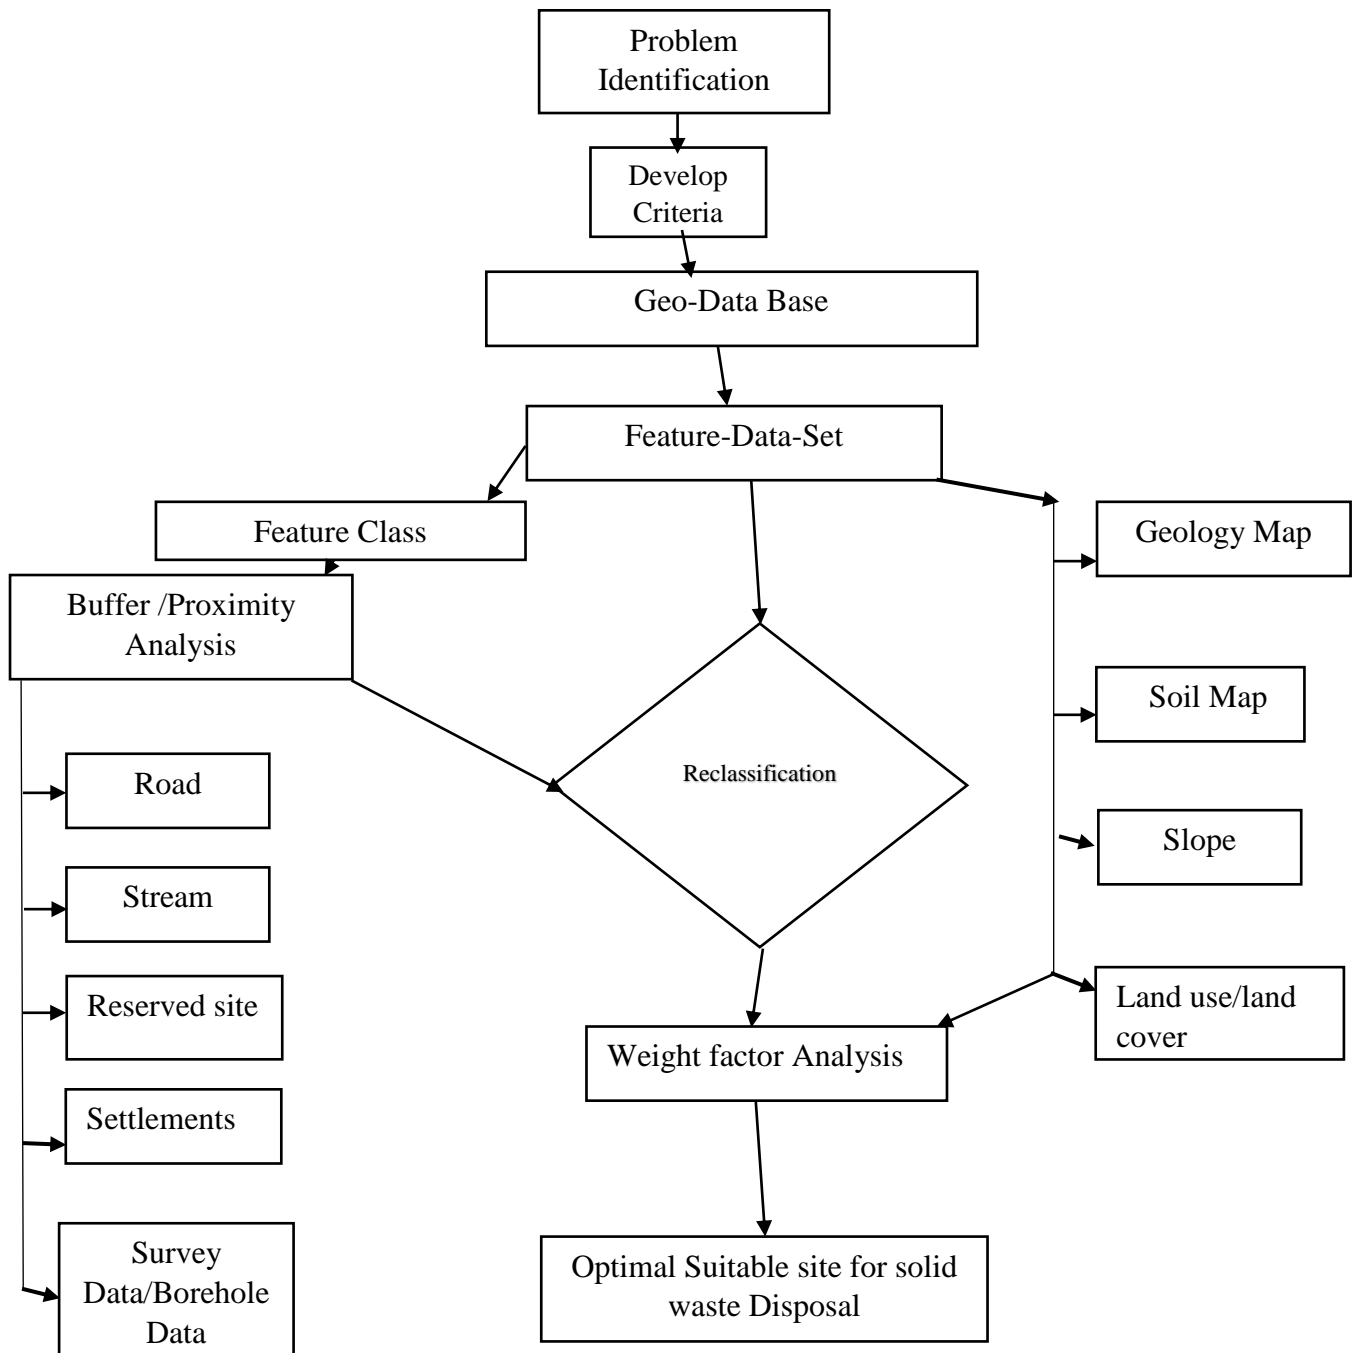 Problem
Identification
Develop
Criteria
Geo-Data Base
Feature-Data-Set
Feature Class
Geology Map
Buffer /Proximity
Analysis
Soil Map
Road
Reclassification
Slope
Stream
Reserved site
Land use/land
cover
Weight factor Analysis
Settlements
Survey
Data/Borehole
Data
Optimal Suitable site for solid
waste Disposal